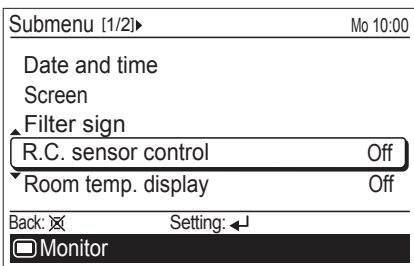 Submenu [1/2] Mo 10:00
Date and time
Screen
Filter sign
R.C. sensor control Off
Room temp. display Off
Back: Setting:
Monitor